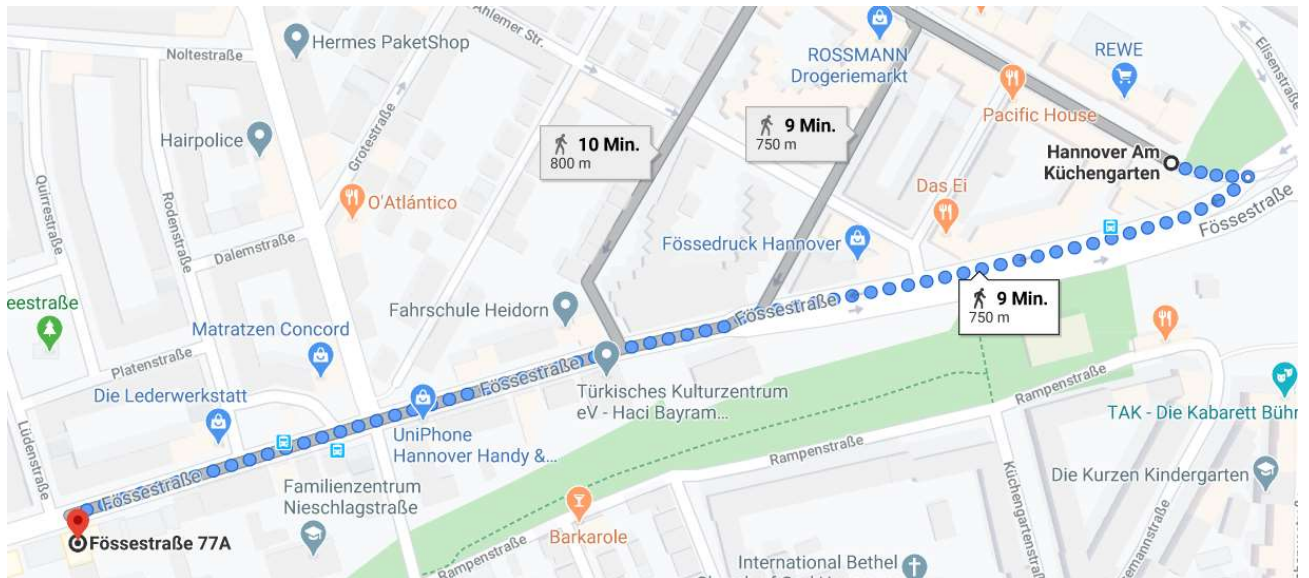 Noltestraße
Hermes PaketShop
Ahlemer Str.
ROSSMANN
Drogeriemarkt
REWE
Elisenstraße
Pacific House
Hairpolice
Grotestraße
10 Min.
800 m
9 Min.
750 m
Hannover Am
Küchengarten
Quirrestraße
Rodenstraße
O'Atlántico
Das Ei
Fössestraße
Dalemstraße
Fössedruck Hannover
eestraße
Fahrschule Heidorn
Fössestraße
9 Min.
750 m
Matratzen Concord
Platenstraße
Fössestraße
Türkisches Kulturzentrum
eV - Haci Bayram...
Rampenstraße
Die Lederwerkstatt
TAK - Die Kabarett Bühn
Lüdenstraße
UniPhone
Hannover Handy &...
Rampenstraße
Fössestraße
Küchengartenstraße
Die Kurzen Kindergarten
Familienzentrum
Nieschlagstraße
Fössestraße 77A
Barkarole
Rampenstraße
International Bethel